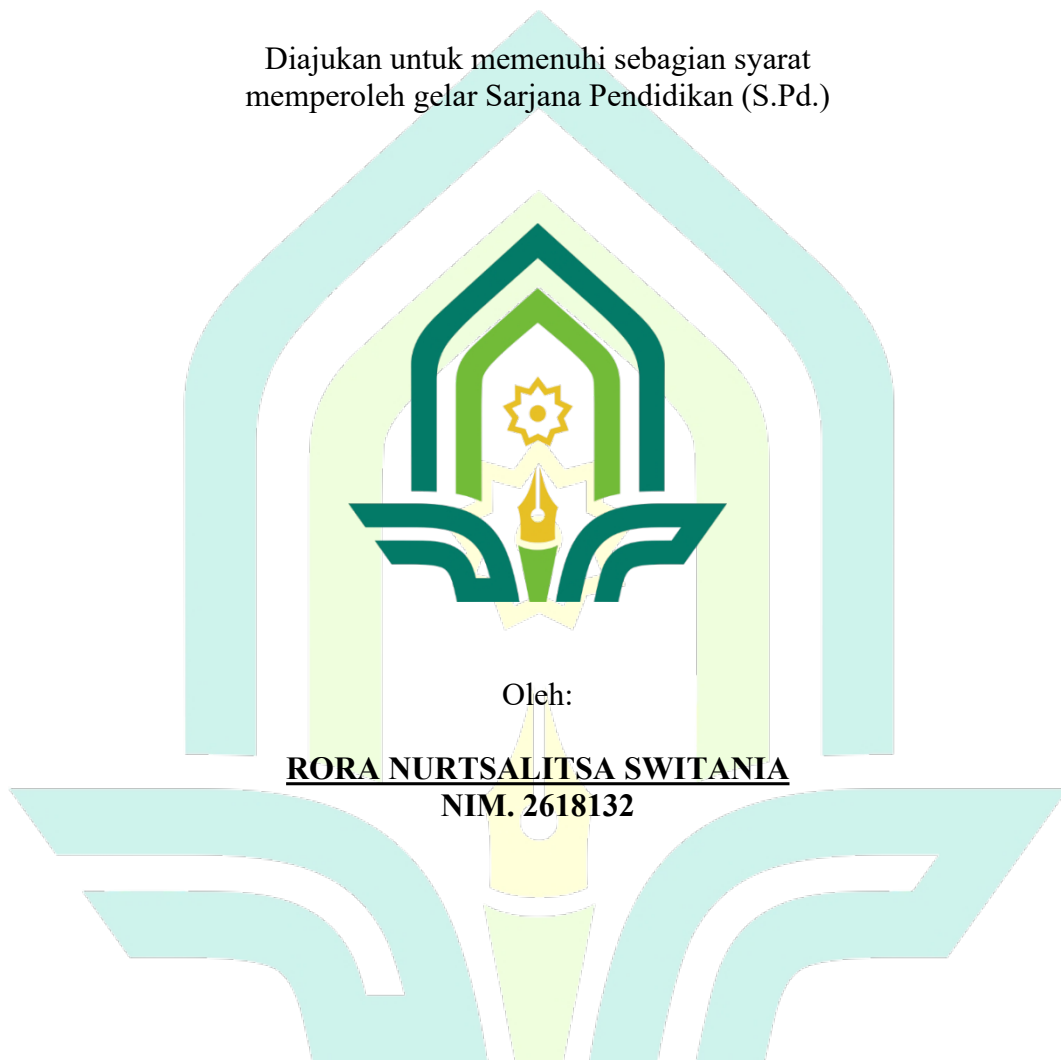 Diajukan untuk memenuhi sebagian syarat
memperoleh gelar Sarjana Pendidikan (S.Pd.)
Oleh:
RORA NURTSALITSA SWITANIA
NIM. 2618132